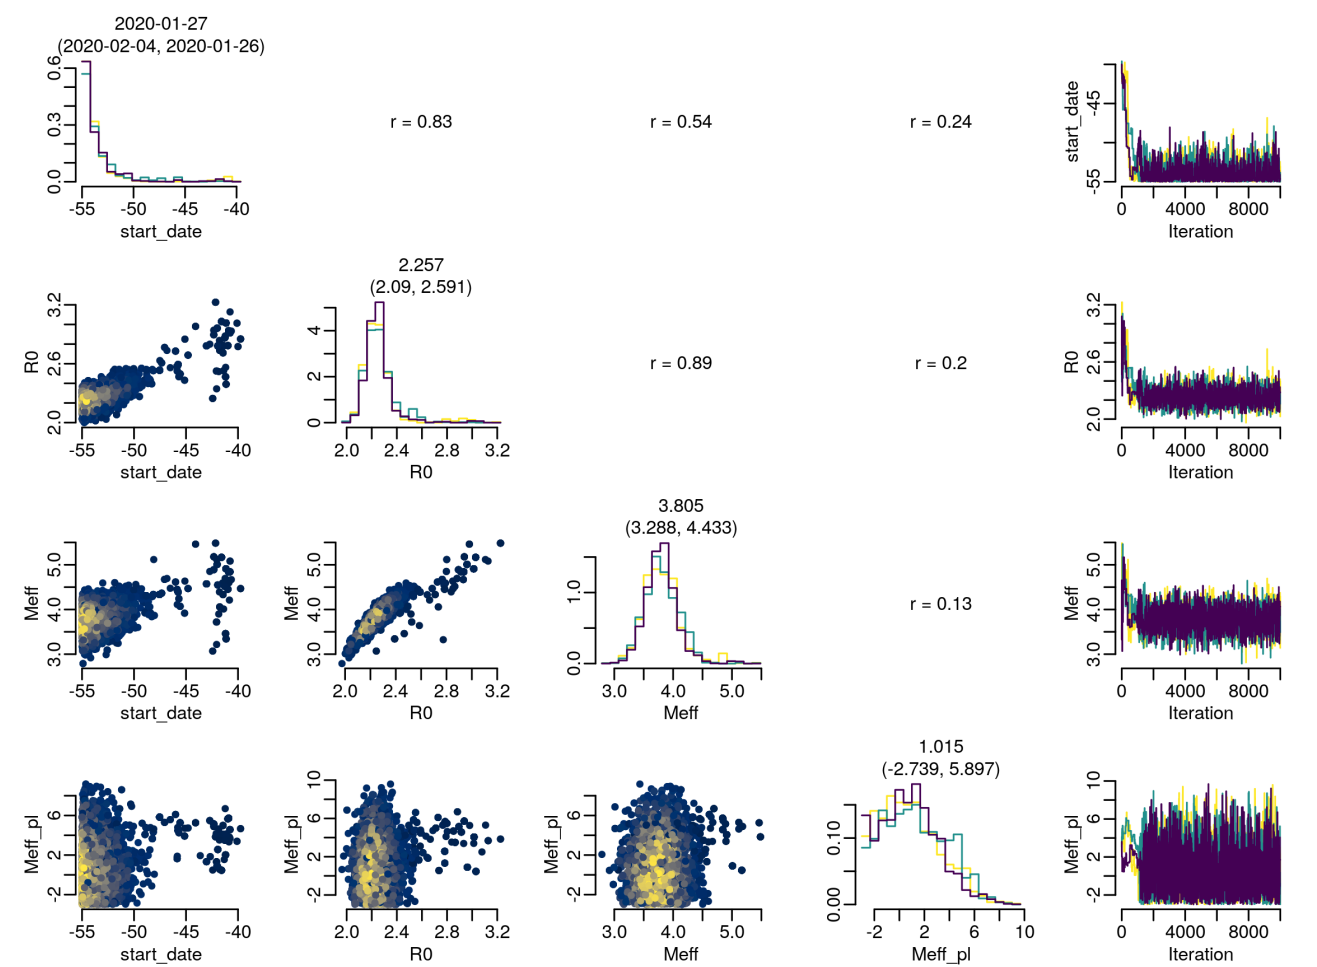 2020-01-27
(2020-02-04, 2020-01-26)
0.0 0.3 0.6
-55 -50 -45 -40
start_date
r = 0.83
r = 0.54
r = 0.24
start_date
-55 -45
0 4000 8000
Iteration
R0
2.0 2.6 3.2
-55 -50 -45 -40
start_date
2.257
(2.09, 2.591)
0 2 4
2.0 2.4 2.8 3.2
R0
r = 0.89
r = 0.2
R0
2.0 2.6 3.2
0 4000 8000
Iteration
Meff
3.0 4.0 5.0
-55 -50 -45 -40
start_date
Meff
3.0 4.0 5.0
2.0 2.4 2.8 3.2
R0
3.805
(3.288, 4.433)
0.0 1.0
3.0 4.0 5.0
Meff
r = 0.13
Meff
3.0 4.0 5.0
0 4000 8000
Iteration
Meff_pl
-2 2 6
-55 -50 -45 -40
start_date
Meff_pl
-2 2 6 10
2.0 2.4 2.8 3.2
R0
Meff_pl
-2 2 6
3.0 4.0 5.0
Meff
1.015
(-2.739, 5.897)
0.00 0.10
-2 2 6 10
Meff_pl
Meff_pl
-2 2 6 10
0 4000 8000
Iteration